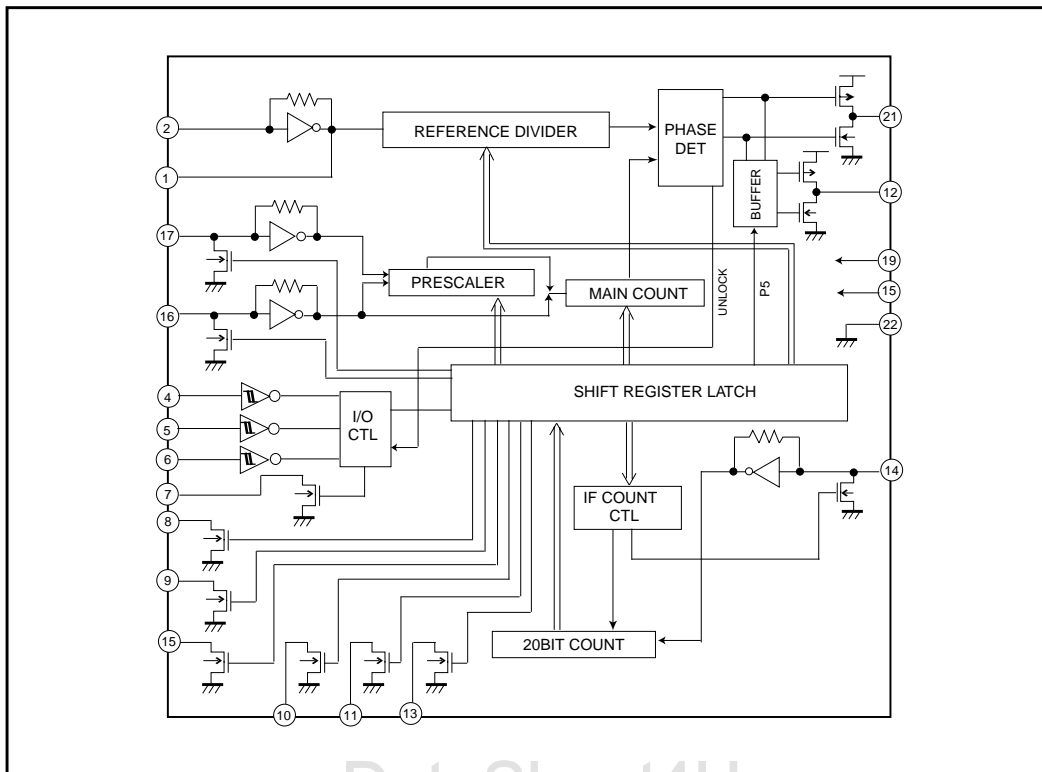 2
REFERENCE DIVIDER
PHASE
DET
21
1
BUFFER
12
17
PRESCALER
MAIN COUNT
UNLOCK
P5
19
15
16
22
SHIFT REGISTER LATCH
4
I/O
CTL
5
6
14
7
IF COUNT
CTL
8
9
15
20BIT COUNT
10
11
13